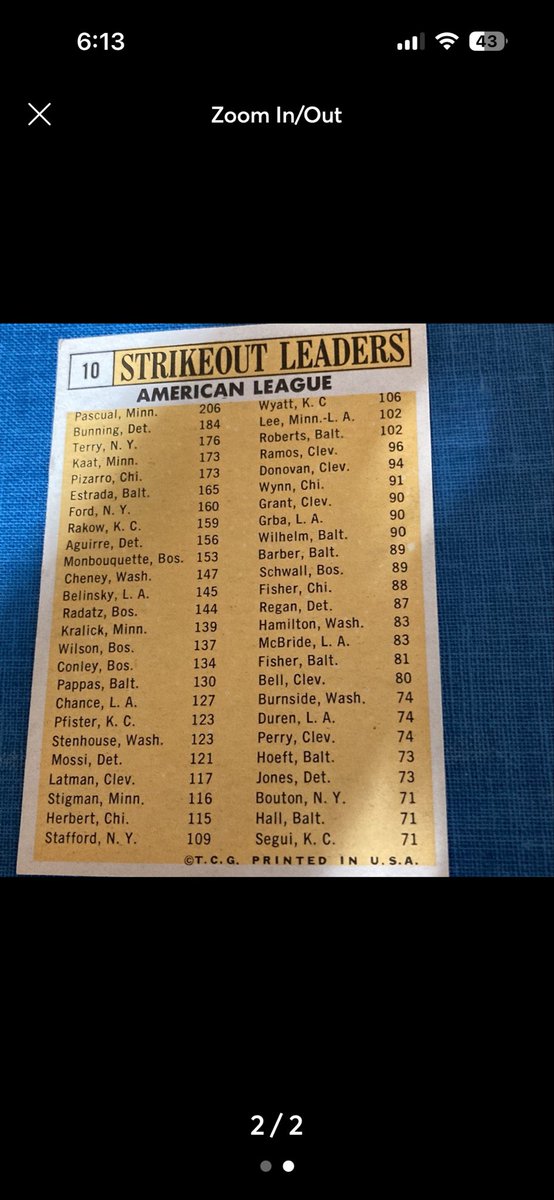 6:13
43
Zoom In/Out
10 STRIKEOUT LEADERS
AMERICAN LEAGUE
Pascual, Minn. 206
Bunning, Det. 184
Terry, N. Y. 176
Kaat, Minn. 173
Pizarro, Chi. 173
Estrada, Balt. 165
Ford, N. Y. 160
Rakow, K. C. 159
Aguirre, Det. 156
Monbouquette, Bos. 153
Cheney, Wash. 147
Belinsky, L. A. 145
Radatz, Bos. 144
Kralick, Minn. 139
Wilson, Bos. 137
Conley, Bos. 134
Pappas, Balt. 130
Chance, L. A. 127
Pfister, K. C. 123
Stenhouse, Wash. 123
Mossi, Det. 121
Latman, Clev. 117
Stigman, Minn. 116
Herbert, Chi. 115
Stafford, N. Y. 109
Wyatt, K. C 106
Lee, Minn.-L. A. 102
Roberts, Balt. 102
Ramos, Clev. 96
Donovan, Clev. 94
Wynn, Chi. 91
Grant, Clev. 90
Grba, L. A. 90
Wilhelm, Balt. 90
Barber, Balt. 89
Schwall, Bos. 89
Fisher, Chi. 88
Regan, Det. 87
Hamilton, Wash. 83
McBride, L. A. 83
Fisher, Balt. 81
Bell, Clev. 80
Burnside, Wash. 74
Duren, L. A. 74
Perry, Clev. 74
Hoeft, Balt. 73
Jones, Det. 73
Bouton, N. Y. 71
Hall, Balt. 71
Segui, K. C. 71
©T.C.G. PRINTED IN U.S.A.
2/2